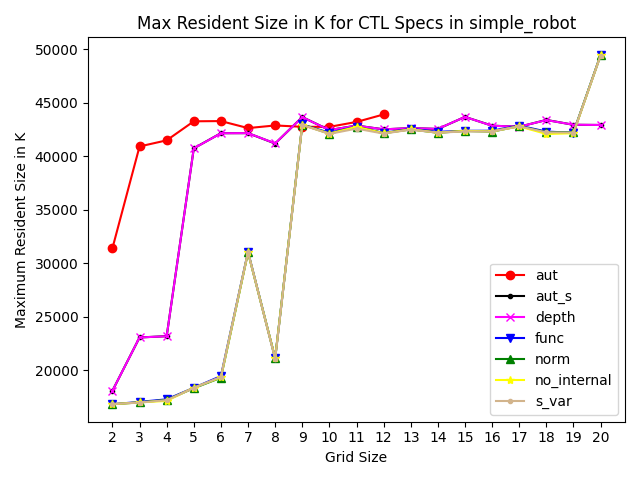 Max Resident Size in K for CTL Specs in simple_robot
Maximum Resident Size in K
50000
45000
40000
35000
30000
25000
20000
aut
aut_s
depth
func
norm
no_internal
s_var
2 3 4 5 6 7 8 9 10 11 12 13 14 15 16 17 18 19 20
Grid Size